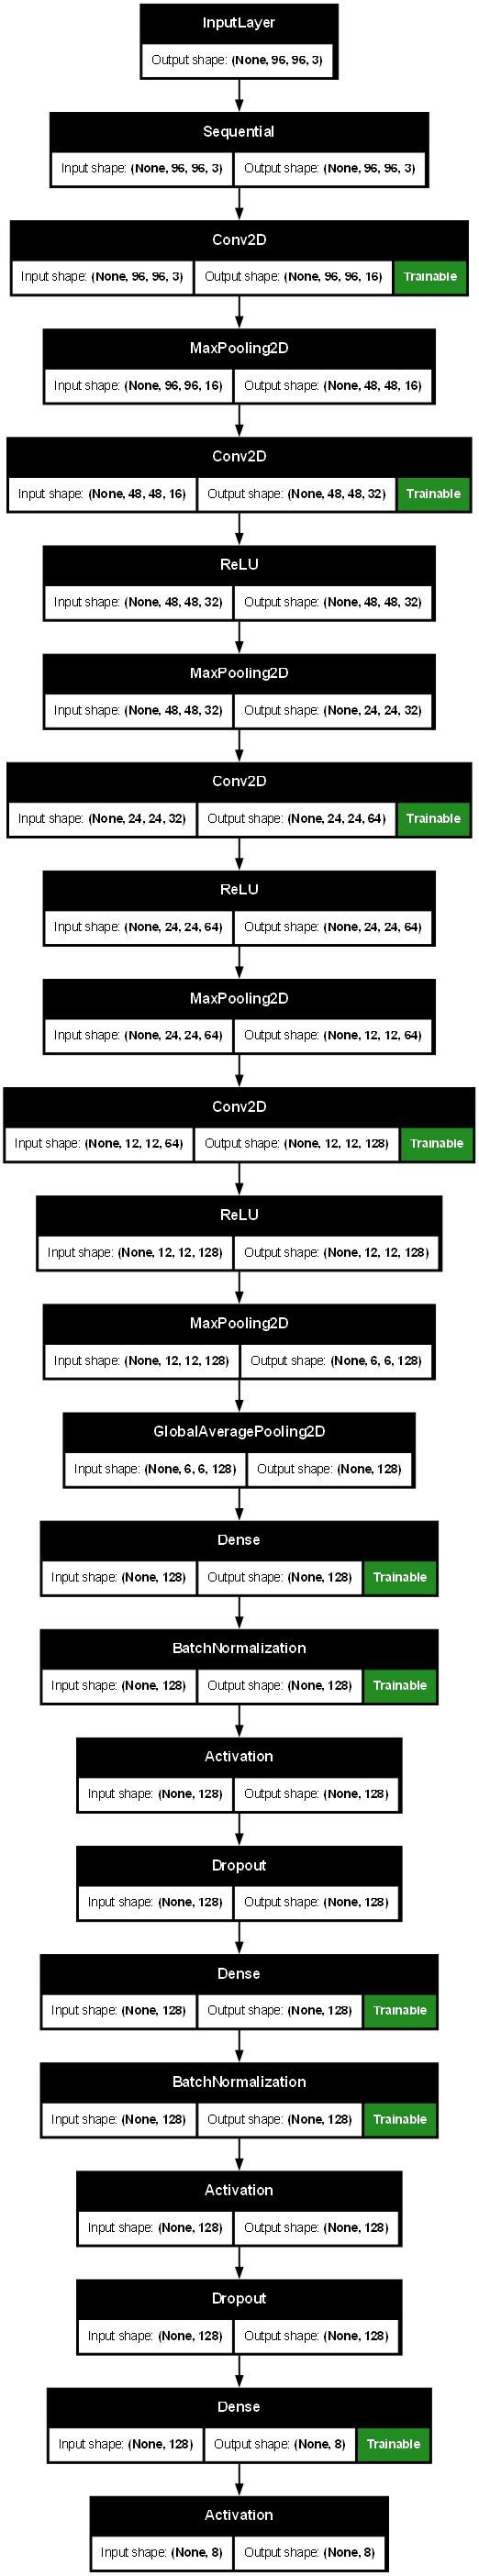 InputLayer
Output shape: (None, 96, 96, 3)
Sequential
Input shape: (None, 96, 96, 3) Output shape: (None, 96, 96, 3)
Conv2D
Input shape: (None, 96, 96, 3) Output shape: (None, 96, 96, 16) Trainable
MaxPooling2D
Input shape: (None, 96, 96, 16) Output shape: (None, 48, 48, 16)
Conv2D
Input shape: (None, 48, 48, 16) Output shape: (None, 48, 48, 32) Trainable
ReLU
Input shape: (None, 48, 48, 32) Output shape: (None, 48, 48, 32)
MaxPooling2D
Input shape: (None, 48, 48, 32) Output shape: (None, 24, 24, 32)
Conv2D
Input shape: (None, 24, 24, 32) Output shape: (None, 24, 24, 64) Trainable
ReLU
Input shape: (None, 24, 24, 64) Output shape: (None, 24, 24, 64)
MaxPooling2D
Input shape: (None, 24, 24, 64) Output shape: (None, 12, 12, 64)
Conv2D
Input shape: (None, 12, 12, 64) Output shape: (None, 12, 12, 128) Trainable
ReLU
Input shape: (None, 12, 12, 128) Output shape: (None, 12, 12, 128)
MaxPooling2D
Input shape: (None, 12, 12, 128) Output shape: (None, 6, 6, 128)
GlobalAveragePooling2D
Input shape: (None, 6, 6, 128) Output shape: (None, 128)
Dense
Input shape: (None, 128) Output shape: (None, 128) Trainable
BatchNormalization
Input shape: (None, 128) Output shape: (None, 128) Trainable
Activation
Input shape: (None, 128) Output shape: (None, 128)
Dropout
Input shape: (None, 128) Output shape: (None, 128)
Dense
Input shape: (None, 128) Output shape: (None, 128) Trainable
BatchNormalization
Input shape: (None, 128) Output shape: (None, 128) Trainable
Activation
Input shape: (None, 128) Output shape: (None, 128)
Dropout
Input shape: (None, 128) Output shape: (None, 128)
Dense
Input shape: (None, 128) Output shape: (None, 8) Trainable
Activation
Input shape: (None, 8) Output shape: (None, 8)